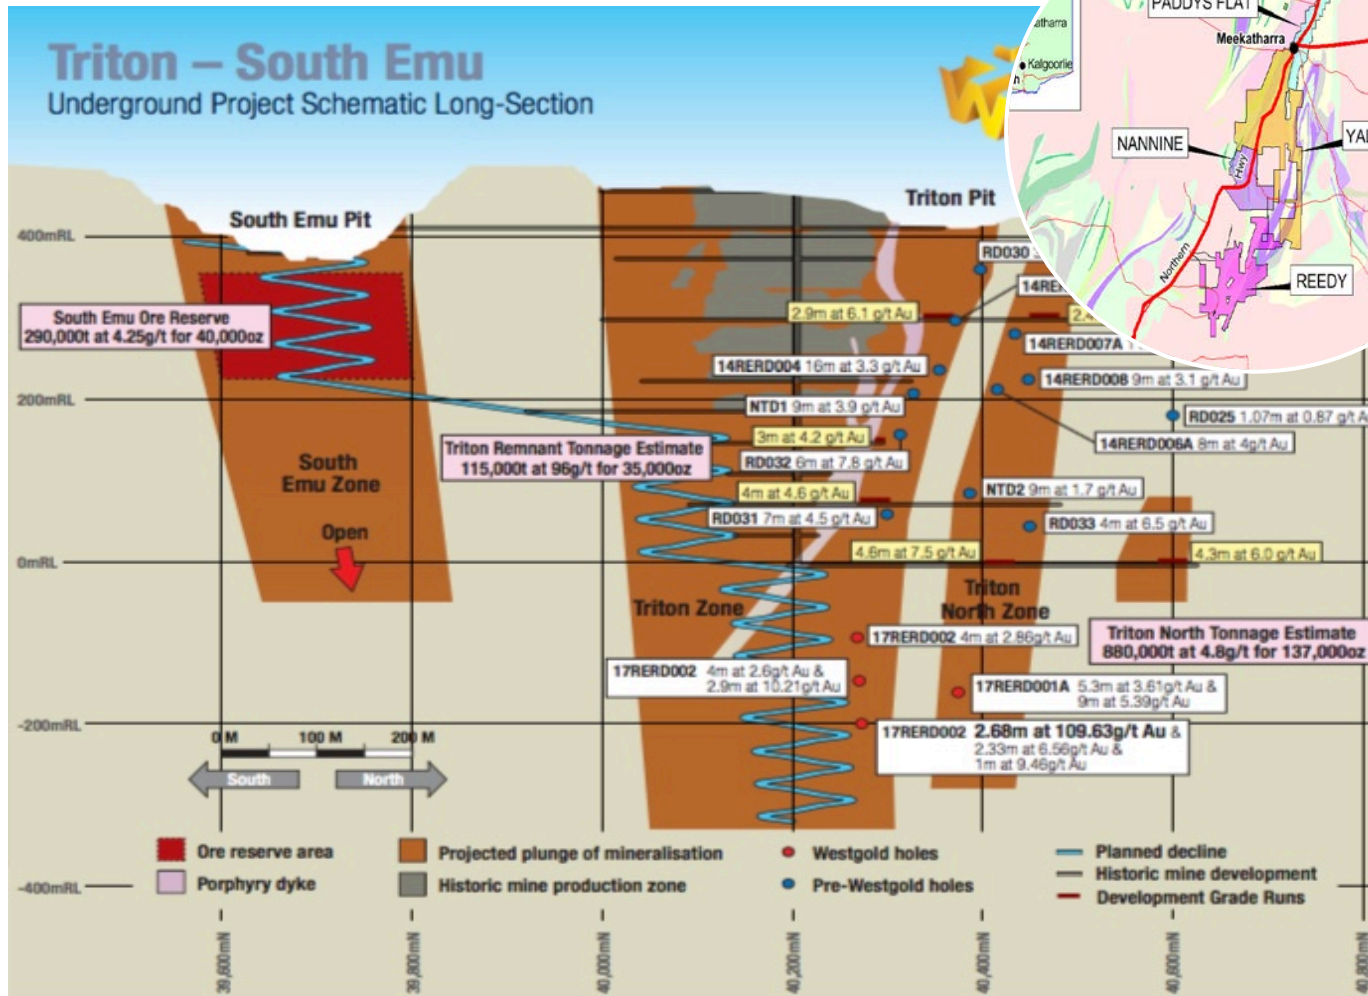 Triton – South Emu
Underground Project Schematic Long-Section
PADDYS FLAT
Meekatharra
Kalgoorlie
NANNINE
Hwy
Northern
REEDY
South Emu Pit
Triton Pit
400mRL
200mRL
0mRL
-200mRL
-400mRL
South Emu Ore Reserve
290,000t at 4.25g/t for 40,000oz
RD030
2.9m at 6.1 g/t Au
14RERD007A
14RERD004 16m at 3.3 g/t Au
14RERD008 9m at 3.1 g/t Au
NTD1 9m at 3.9 g/t Au
RD025 1.07m at 0.87 g/t
3m at 4.2 g/t Au
14RERD006A 8m at 4g/t Au
Triton Remnant Tonnage Estimate
115,000t at 96g/t for 35,000oz
RD032 6m at 7.8 g/t Au
South
Emu Zone
4m at 4.6 g/t Au
NTD2 9m at 1.7 g/t Au
RD031 7m at 4.5 g/t Au
RD033 4m at 6.5 g/t Au
Open
4.6m at 7.5 g/t Au
4.3m at 6.0 g/t Au
Triton Zone
Triton
North Zone
17RERD002 4m at 2.86g/t Au
Triton North Tonnage Estimate
880,000t at 4.8g/t for 137,000oz
17RERD002 4m at 2.6g/t Au &
2.9m at 10.21g/t Au
17RERD001A 5.3m at 3.61g/t Au &
9m at 5.39g/t Au
17RERD002 2.68m at 109.63g/t Au &
2.33m at 6.56g/t Au &
1m at 9.46g/t Au
0 M 100 M 200 M
South North
Ore reserve area
Porphyry dyke
Projected plunge of mineralisation
Historic mine production zone
Westgold holes
Pre-Westgold holes
Planned decline
Historic mine development
Development Grade Runs
39,600mN
39,800mN
40,000mN
40,200mN
40,400mN
40,600mN
40,800mN